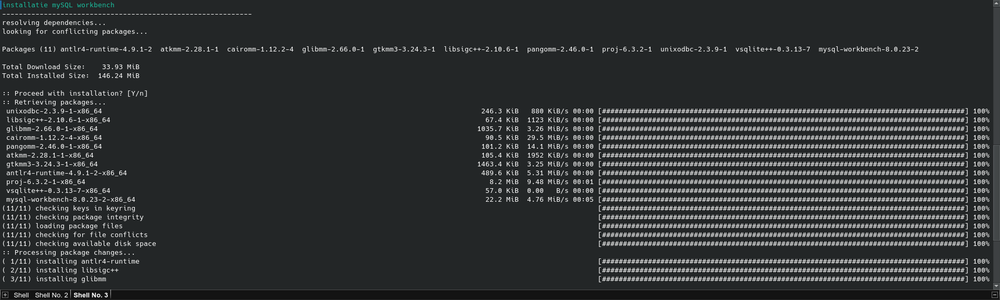 installatie mySQL workbench
------------------------------------------------------------
resolving dependencies...
looking for conflicting packages...
Packages (11) antlr4-runtime-4.9.1-2  atkmm-2.28.1-1  cairomm-1.12.2-4  glibmm-2.66.0-1  gtkmm3-3.24.3-1  libsigc++-2.10.6-1  pangomm-2.46.0-1  proj-6.3.2-1  unixodbc-2.3.9-1  vsqlite++-0.3.13-7  mysql-workbench-8.0.23-2
Total Download Size:    33.93 MiB
Total Installed Size:  146.24 MiB
:: Proceed with installation? [Y/n]
:: Retrieving packages...
unixodbc-2.3.9-1-x86_64 246.3 KiB 880 KiB/s 00:00 [#######################################################################################] 100%
libsigc++-2.10.6-1-x86_64 67.4 KiB 1123 KiB/s 00:00 [#######################################################################################] 100%
glibmm-2.66.0-1-x86_64 1035.7 KiB 3.26 MiB/s 00:00 [#######################################################################################] 100%
cairomm-1.12.2-4-x86_64 90.5 KiB 29.5 MiB/s 00:00 [#######################################################################################] 100%
pangomm-2.46.0-1-x86_64 101.2 KiB 14.1 MiB/s 00:00 [#######################################################################################] 100%
atkmm-2.28.1-1-x86_64 105.4 KiB 1952 KiB/s 00:00 [#######################################################################################] 100%
gtkmm3-3.24.3-1-x86_64 1463.4 KiB 3.25 MiB/s 00:00 [#######################################################################################] 100%
antlr4-runtime-4.9.1-2-x86_64 489.6 KiB 5.31 MiB/s 00:00 [#######################################################################################] 100%
proj-6.3.2-1-x86_64 8.2 MiB 9.48 MiB/s 00:01 [#######################################################################################] 100%
vsqlite++-0.3.13-7-x86_64 57.0 KiB 0.00 B/s 00:00 [#######################################################################################] 100%
mysql-workbench-8.0.23-2-x86_64 22.2 MiB 4.76 MiB/s 00:05 [#######################################################################################] 100%
(11/11) checking keys in keyring [#######################################################################################] 100%
(11/11) checking package integrity [#######################################################################################] 100%
(11/11) loading package files [#######################################################################################] 100%
(11/11) checking for file conflicts [#######################################################################################] 100%
(11/11) checking available disk space [#######################################################################################] 100%
:: Processing package changes...
( 1/11) installing antlr4-runtime [#######################################################################################] 100%
( 2/11) installing libsigc++ [#######################################################################################] 100%
( 3/11) installing glibmm [#######################################################################################] 100%
Shell  Shell No. 2  Shell No. 3